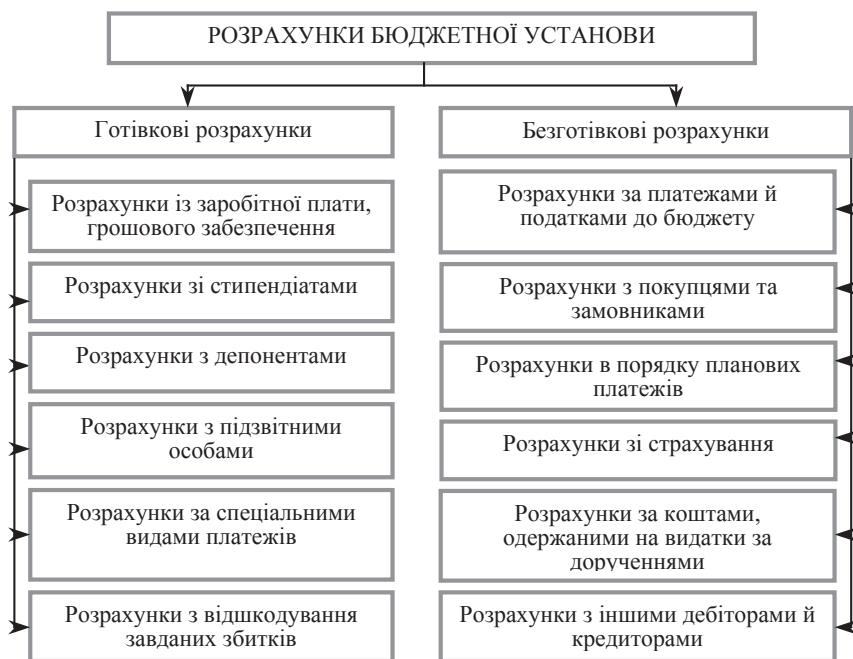 РОЗРАХУНКИ БЮДЖЕТНОЇ УСТАНОВИ
Готівкові розрахунки
Розрахунки із заробітної плати,
грошового забезпечення
Розрахунки зі стипендіатами
Розрахунки з депонентами
Розрахунки з підзвітними
особами
Розрахунки за спеціальними
видами платежів
Розрахунки з відшкодування
завданих збитків
Безготівкові розрахунки
Розрахунки за платежами й
податками до бюджету
Розрахунки з покупцями та
замовниками
Розрахунки в порядку планових
платежів
Розрахунки зі страхування
Розрахунки за коштами,
одержаними на видатки за
дорученнями
Розрахунки з іншими дебіторами й
кредиторами